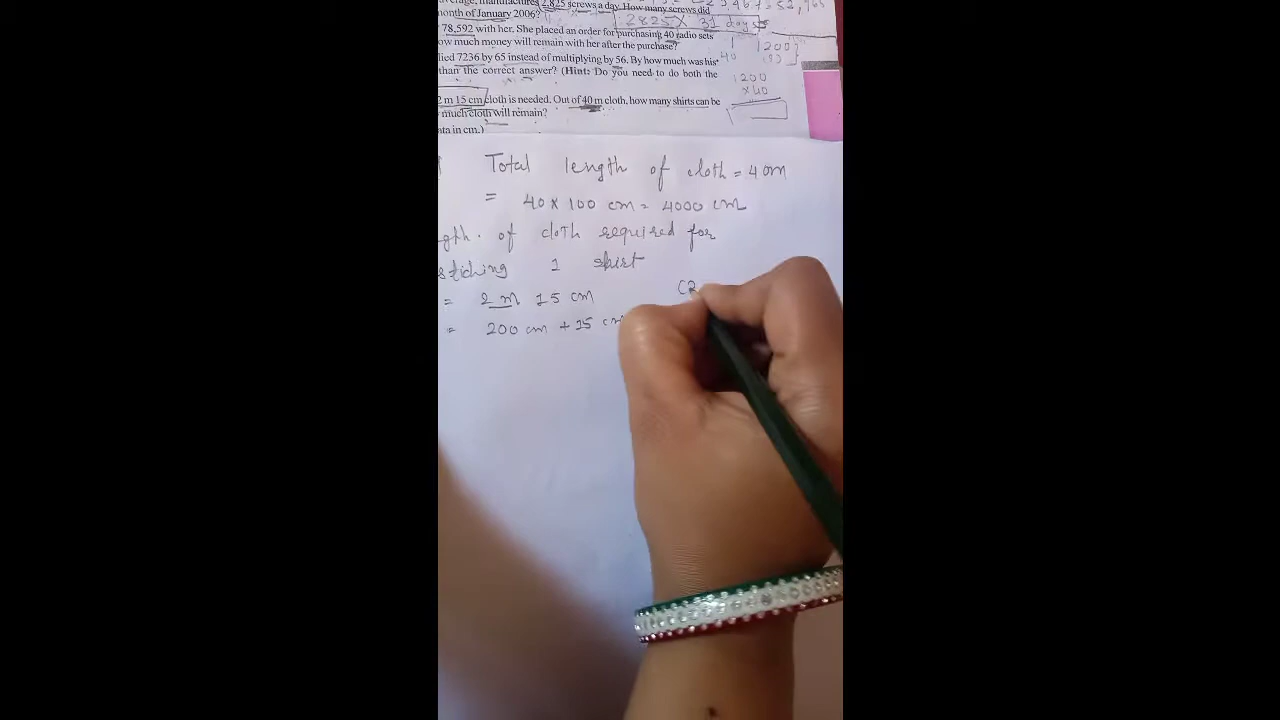 average, manufactures 2,825 screws a day. How many screws did
month of January 2006?
2825 × 31 days
78,592 with her. She placed an order for purchasing 40 radio sets
ow much money will remain with her after the purchase?
1200
40
lied 7236 by 65 instead of multiplying by 56. By how much was his
than the correct answer? (Hint: Do you need to do both the
1200
×40
2 m 15 cm cloth is needed. Out of 40 m cloth, how many shirts can be
much cloth will remain?
ata in cm.)
Total length of cloth = 40m
= 40 × 100 cm = 4000 cm
gth. of cloth required for
stiching 1 shirt
= 2 m 15 cm
= 200 cm + 15 cm